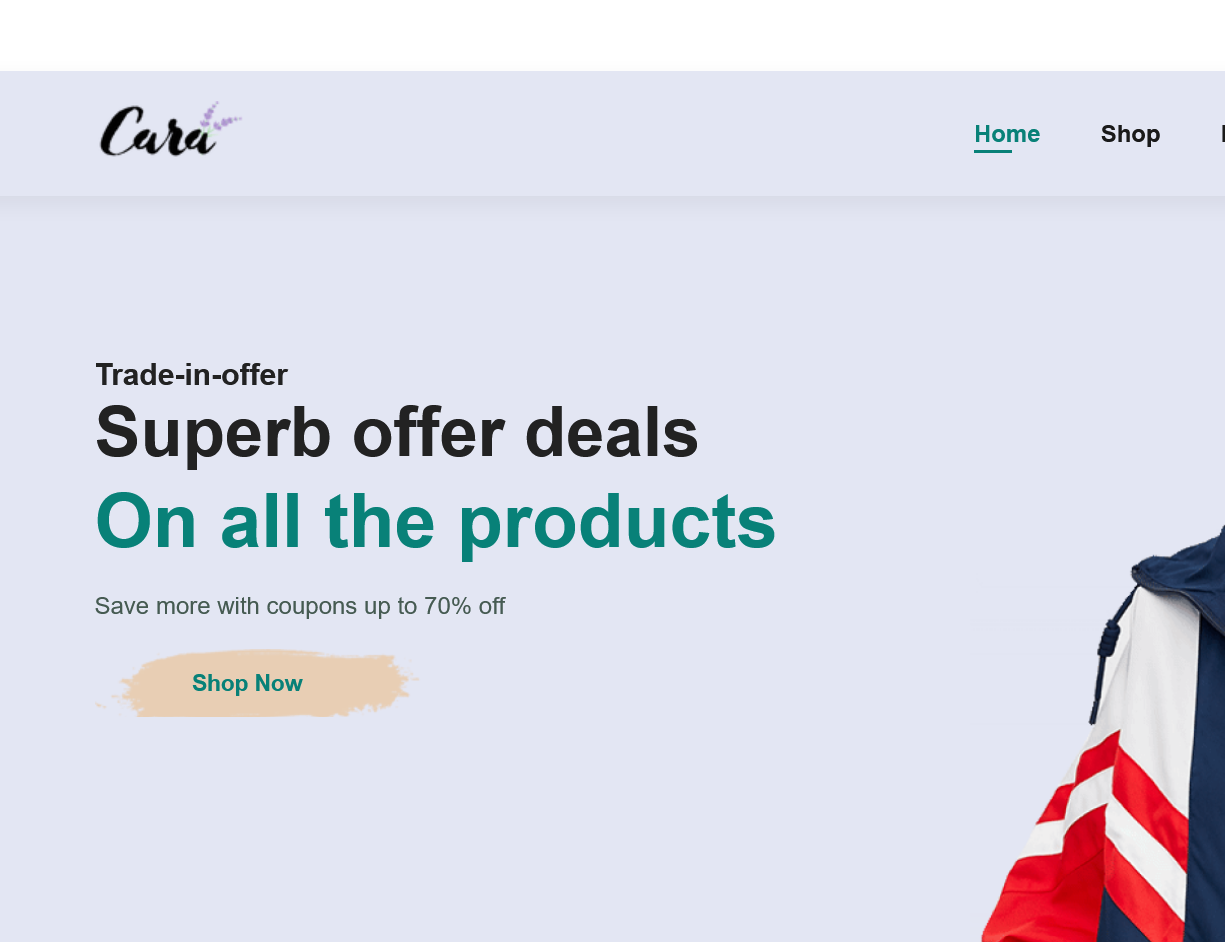 Cara
Home Shop
Trade-in-offer
Superb offer deals
On all the products
Save more with coupons up to 70% off
Shop Now